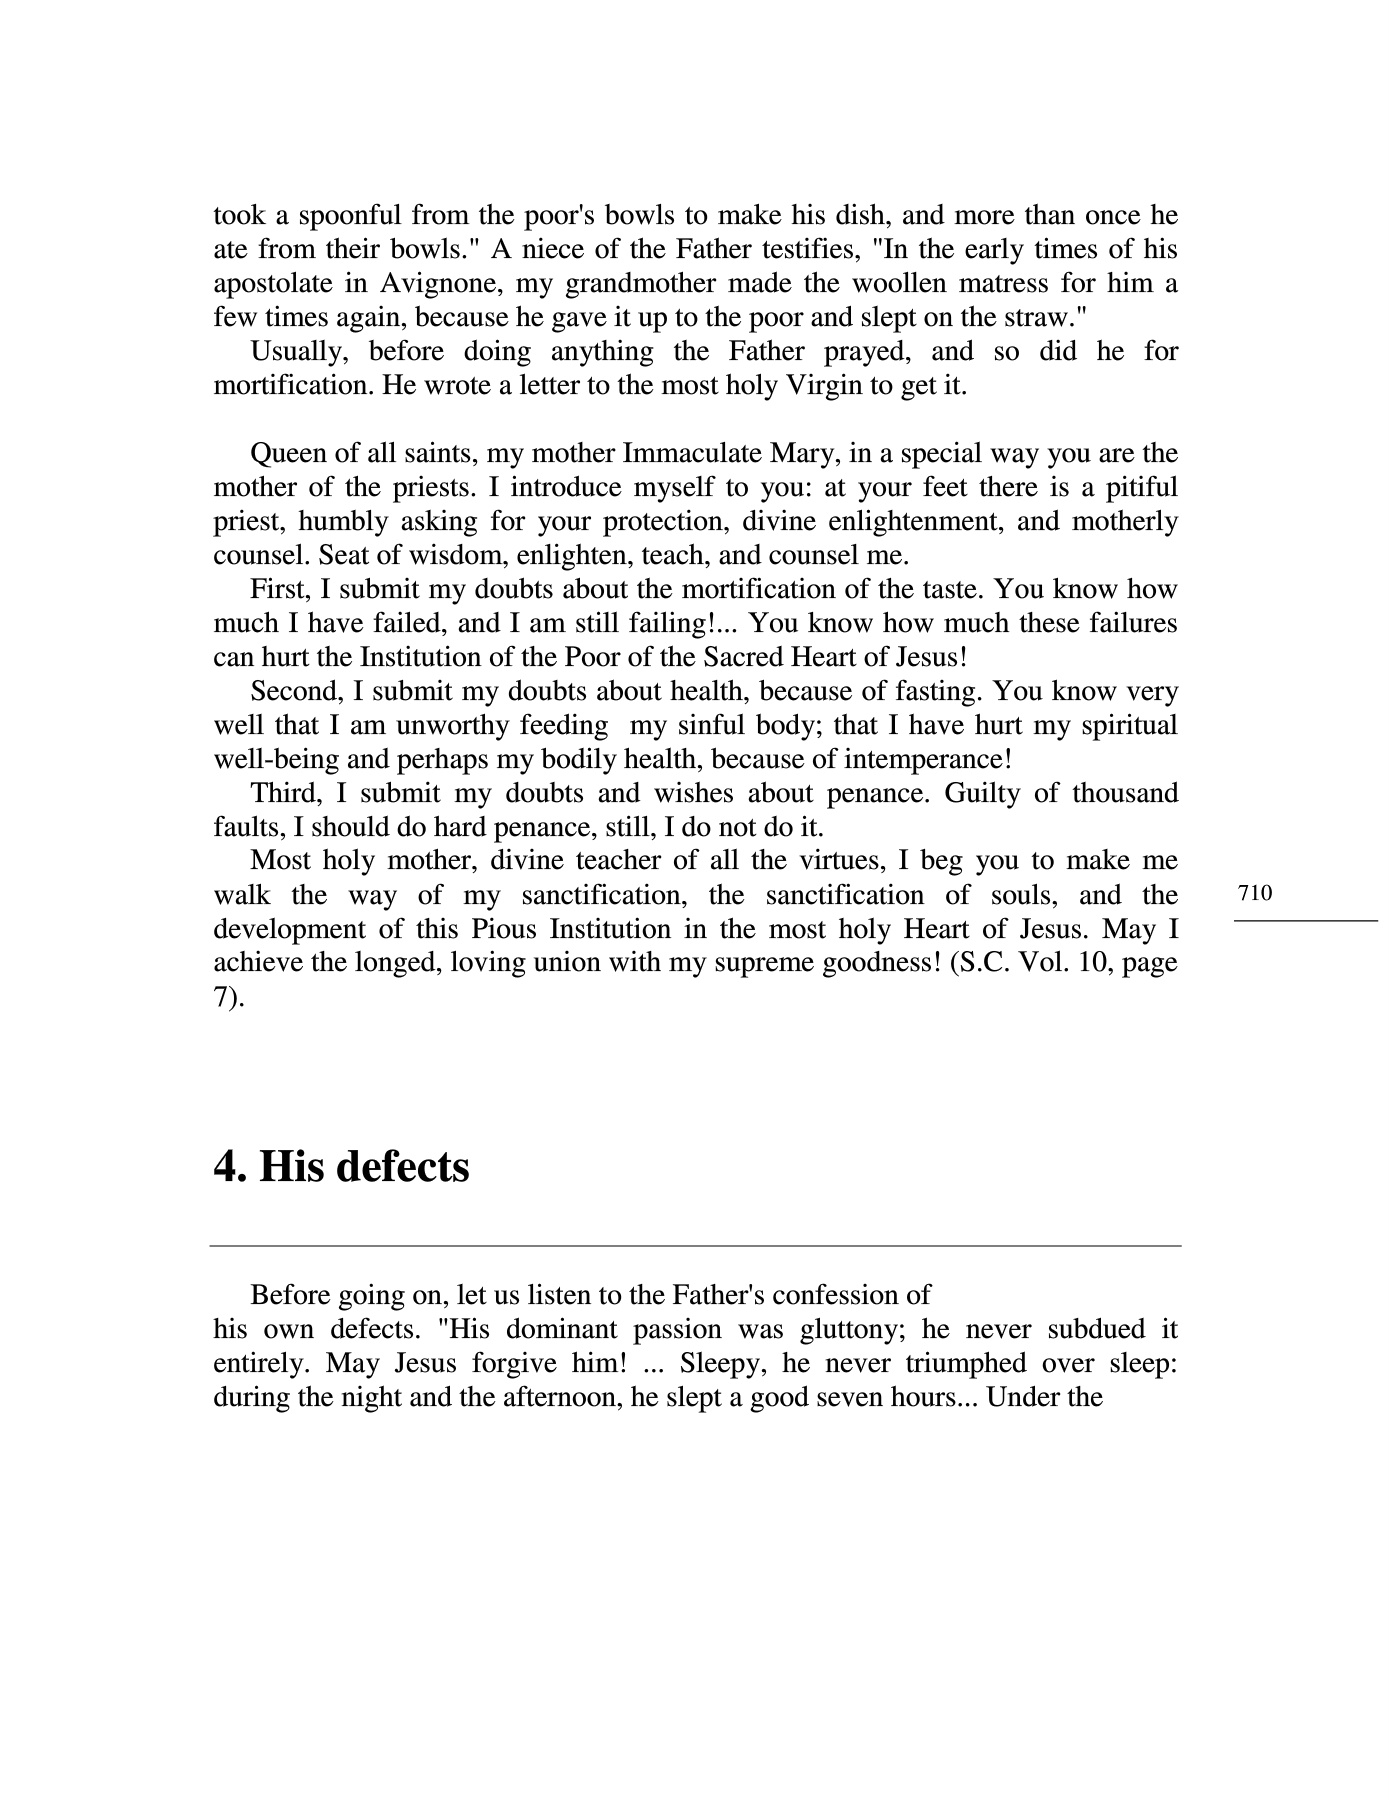 took a spoonful from the poor's bowls to make his dish, and more than once he
ate from their bowls." A niece of the Father testifies, "In the early times of his
apostolate in Avignone, my grandmother made the woollen matress for him a
few times again, because he gave it up to the poor and slept on the straw."
Usually, before doing anything the Father prayed, and so did he for
mortification. He wrote a letter to the most holy Virgin to get it.
Queen of all saints, my mother Immaculate Mary, in a special way you are the
mother of the priests. I introduce myself to you: at your feet there is a pitiful
priest, humbly asking for your protection, divine enlightenment, and motherly
counsel. Seat of wisdom, enlighten, teach, and counsel me.
First, I submit my doubts about the mortification of the taste. You know how
much I have failed, and I am still failing!... You know how much these failures
can hurt the Institution of the Poor of the Sacred Heart of Jesus!
Second, I submit my doubts about health, because of fasting. You know very
well that I am unworthy feeding my sinful body; that I have hurt my spiritual
well-being and perhaps my bodily health, because of intemperance!
Third, I submit my doubts and wishes about penance. Guilty of thousand
faults, I should do hard penance, still, I do not do it.
Most holy mother, divine teacher of all the virtues, I beg you to make me
walk the way of my sanctification, the sanctification of souls, and the
development of this Pious Institution in the most holy Heart of Jesus. May I
achieve the longed, loving union with my supreme goodness! (S.C. Vol. 10, page
7).
710
4. His defects
Before going on, let us listen to the Father's confession of
his own defects. "His dominant passion was gluttony; he never subdued it
entirely. May Jesus forgive him! ... Sleepy, he never triumphed over sleep:
during the night and the afternoon, he slept a good seven hours... Under the